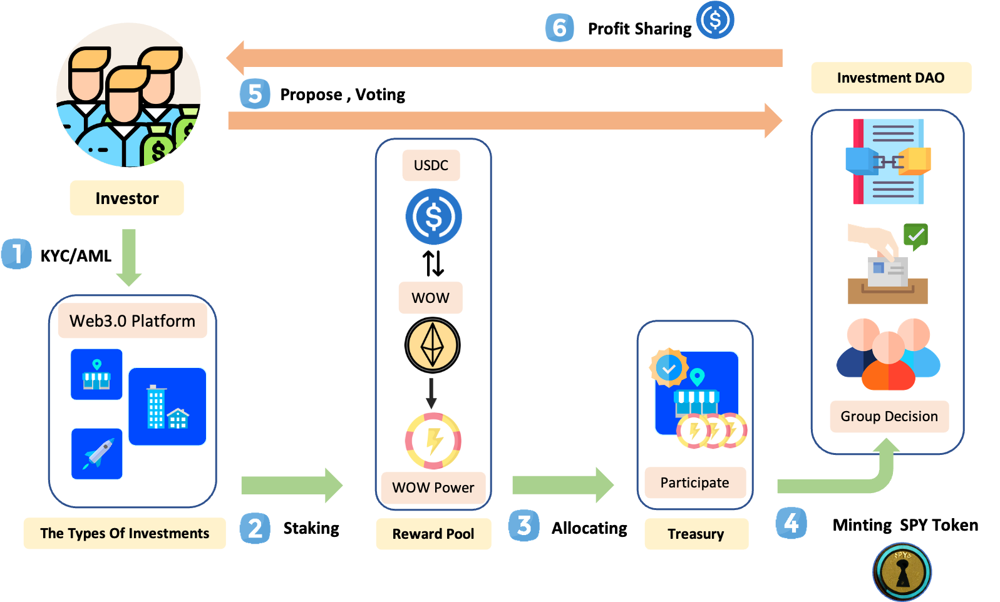 6 Profit Sharing
Investment DAO
5 Propose , Voting
USDC
Investor
1 KYC/AML
WOW
Web3.0 Platform
Group Decision
WOW Power
Participate
The Types Of Investments
2 Staking
Reward Pool
3 Allocating
Treasury
4 Minting SPY Token